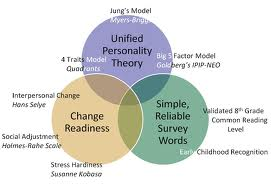 Jung's Model
Myers-Brigg
Unified
Personality
Theory
4 Traits Model
Quadrants
Big 5 Factor Model
Goldberg's IPIP-NEO
Interpersonal Change
Hans Selye
Social Adjustment
Holmes-Rahe Scale
Change
Readiness
Stress Hardiness
Susanne Kobasa
Simple,
Reliable
Survey
Words
Validated 8th Grade
Common Reading
Level
Early Childhood Recognition